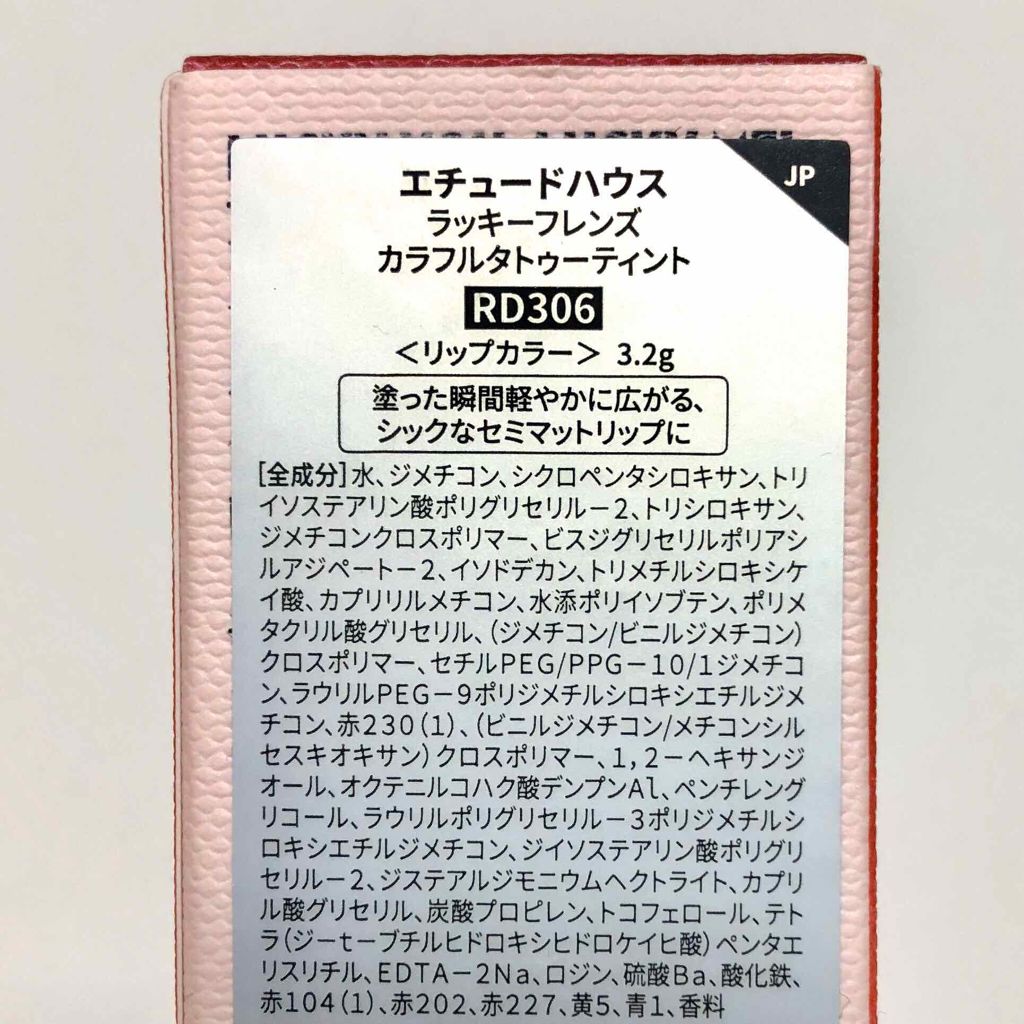 JP
エチュードハウス
ラッキーフレンズ
カラフルタトゥーティント
RD306
＜リップカラー＞ 3.2g
塗った瞬間軽やかに広がる、
シックなセミマットリップに
[全成分]水、ジメチコン、シクロペンタシロキサン、トリ
イソステアリン酸ポリグリセリル－2、トリシロキサン、
ジメチコンクロスポリマー、ビスジグリセリルポリアシ
ルアジペート－2、イソドデカン、トリメチルシロキシケ
イ酸、カプリリルメチコン、水添ポリイソブテン、ポリメ
タクリル酸グリセリル、（ジメチコン/ビニルジメチコン）
クロスポリマー、セチルPEG/PPG－10/1ジメチコ
ン、ラウリルPEG－9ポリジメチルシロキシエチルジメ
チコン、赤230（1）、（ビニルジメチコン/メチコンシル
セスキオキサン）クロスポリマー、1，2－ヘキサンジ
オール、オクテニルコハク酸デンプンAl、ペンチレング
リコール、ラウリルポリグリセリル－3ポリジメチルシ
ロキシエチルジメチコン、ジイソステアリン酸ポリグリ
セリル－2、ジステアルジモニウムヘクトライト、カプリ
ル酸グリセリル、炭酸プロピレン、トコフェロール、テト
ラ（ジーtーブチルヒドロキシヒドロケイヒ酸）ペンタエ
リスリチル、EDTA－2Na、ロジン、硫酸Ba、酸化鉄、
赤104（1）、赤202、赤227、黄5、青1、香料